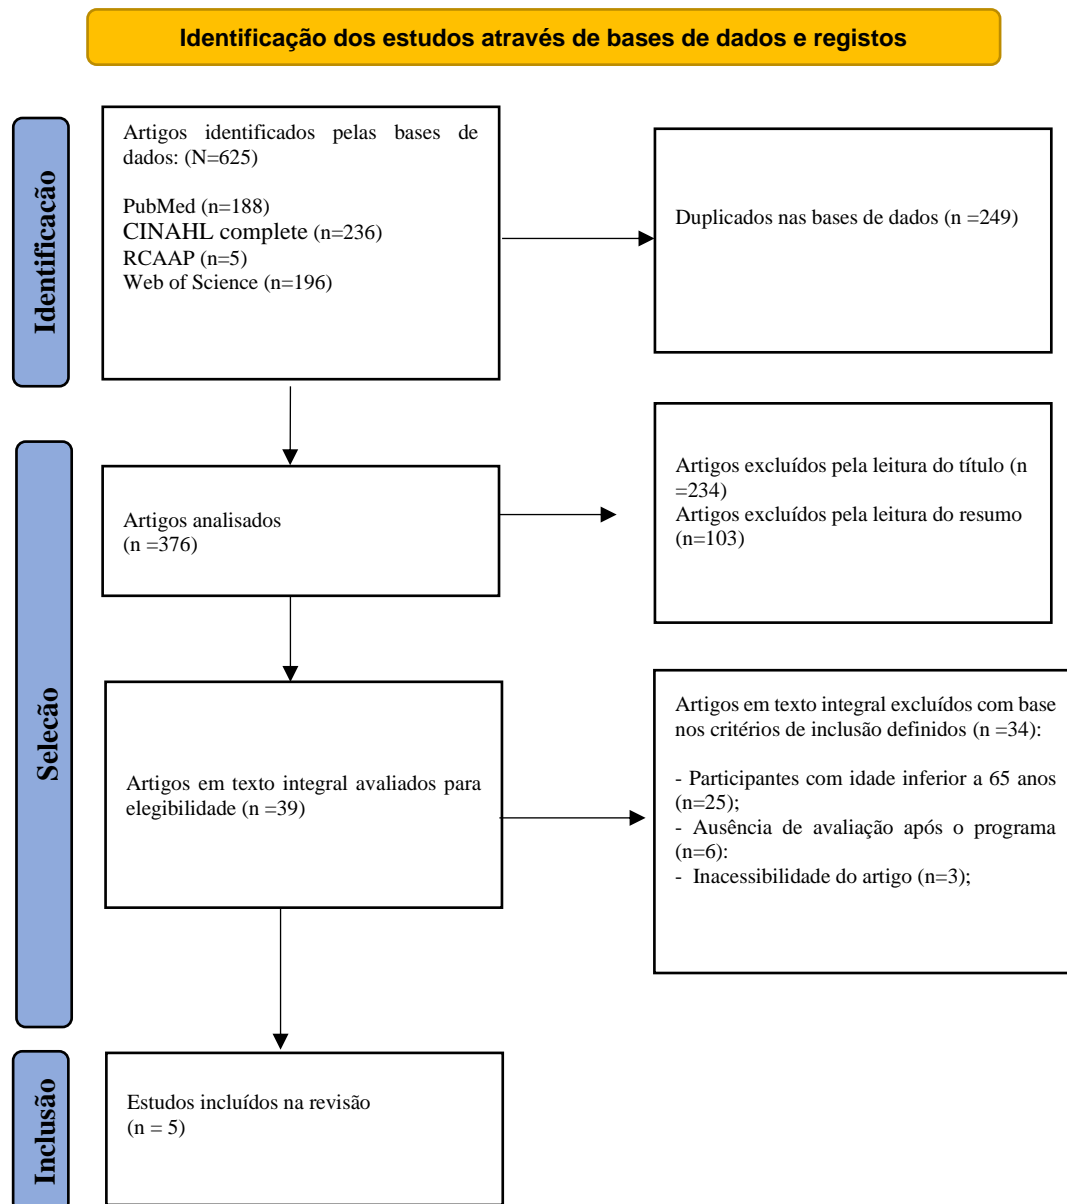 Identificação dos estudos através de bases de dados e registos
Identificação
Artigos identificados pelas bases de
dados: (N=625)
PubMed (n=188)
CINAHL complete (n=236)
RCAAP (n=5)
Web of Science (n=196)
Duplicados nas bases de dados (n =249)
Seleção
Artigos analisados
(n =376)
Artigos excluídos pela leitura do título (n
=234)
Artigos excluídos pela leitura do resumo
(n=103)
Artigos em texto integral avaliados para
elegibilidade (n =39)
Artigos em texto integral excluídos com base
nos critérios de inclusão definidos (n =34):
- Participantes com idade inferior a 65 anos
(n=25);
- Ausência de avaliação após o programa
(n=6):
- Inacessibilidade do artigo (n=3);
Inclusão
Estudos incluídos na revisão
(n = 5)